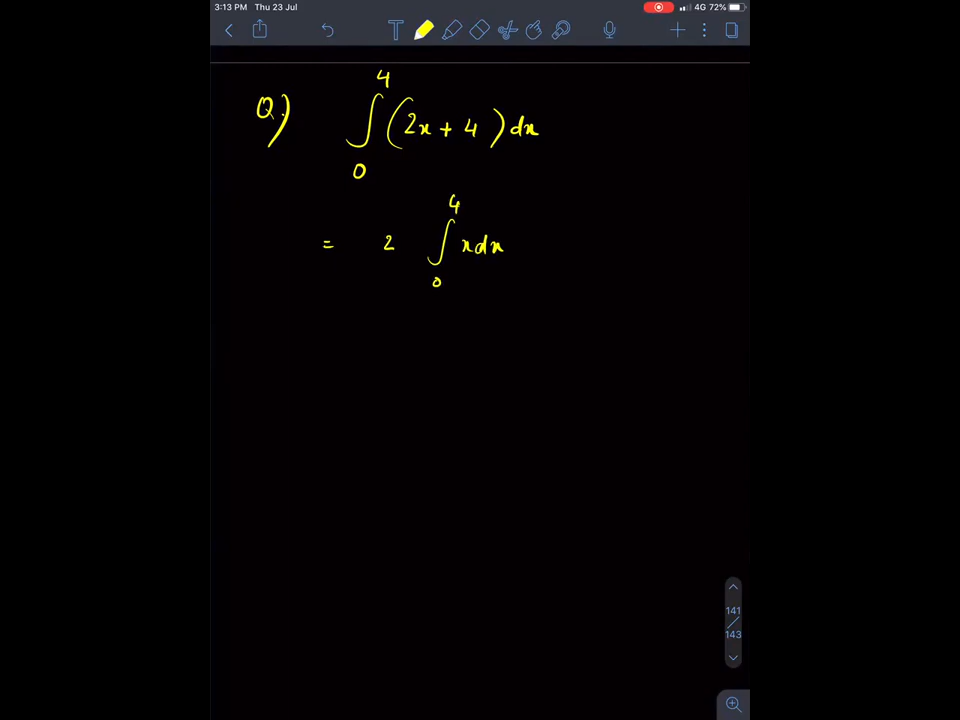 3:13 PM Thu 23 Jul 4G 72%
T
Q) ∫₀⁴ (2x + 4) dx
= 2 ∫₀⁴ x dx
141
/
143